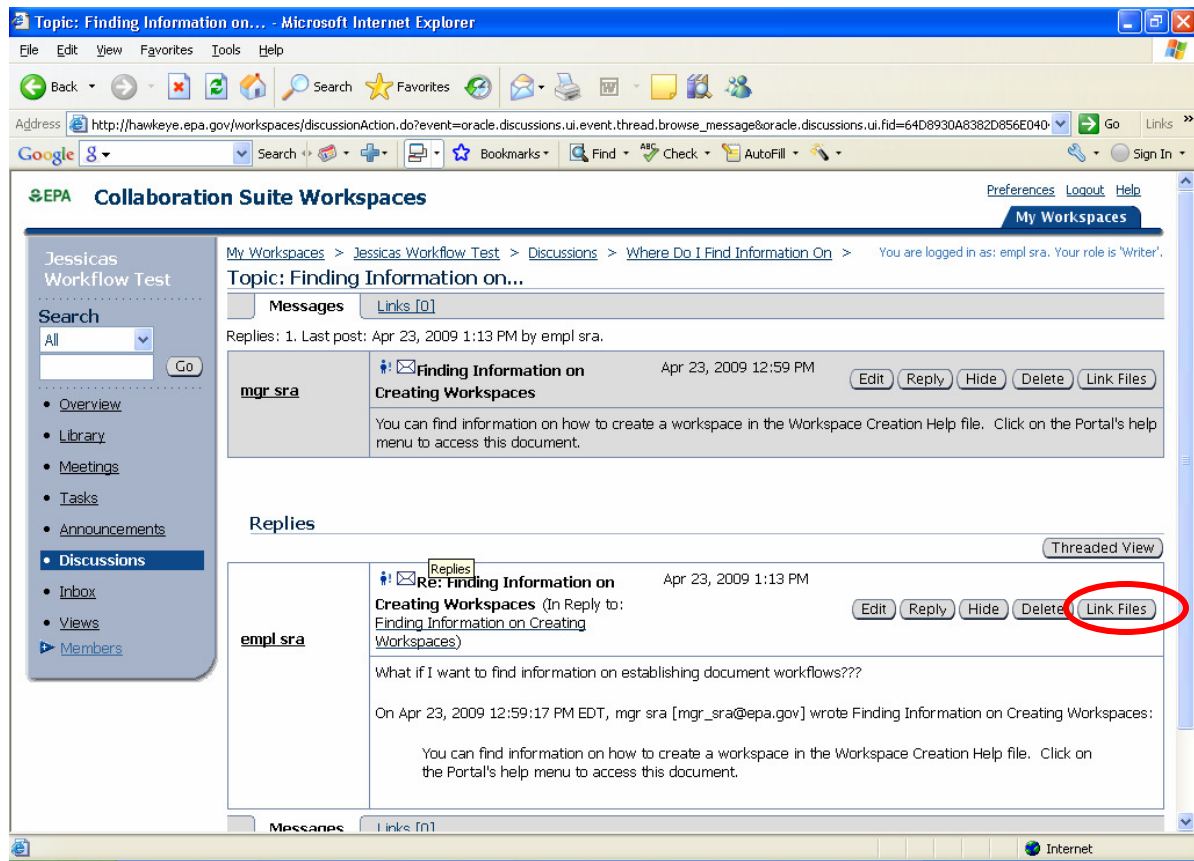 Topic: Finding Information on... - Microsoft Internet Explorer
File Edit View Favorites Tools Help
Back Search Favorites
Address http://hawkeye.epa.gov/workspaces/discussionAction.do?event=oracle.discussions.ui.event.thread.browse_message&oracle.discussions.ui.fid=64D8930A8382D856E040 Go Links »
Google Search Bookmarks Find Check AutoFill Sign In
EPA Collaboration Suite Workspaces
Preferences Logout Help
My Workspaces
Jessicas
Workflow Test
Search
All
Go
• Overview
• Library
• Meetings
• Tasks
• Announcements
• Discussions
• Inbox
• Views
Members
My Workspaces > Jessicas Workflow Test > Discussions > Where Do I Find Information On > You are logged in as: empl sra. Your role is 'Writer'.
Topic: Finding Information on...
Messages Links [0]
Replies: 1. Last post: Apr 23, 2009 1:13 PM by empl sra.
mgr sra
Finding Information on Apr 23, 2009 12:59 PM
Creating Workspaces
Edit Reply Hide Delete Link Files
You can find information on how to create a workspace in the Workspace Creation Help file. Click on the Portal's help
menu to access this document.
Replies
Threaded View
Replies
empl sra
Re: Finding Information on Apr 23, 2009 1:13 PM
Creating Workspaces (In Reply to:
Finding Information on Creating
Workspaces)
Edit Reply Hide Delete Link Files
What if I want to find information on establishing document workflows???
On Apr 23, 2009 12:59:17 PM EDT, mgr sra [mgr_sra@epa.gov] wrote Finding Information on Creating Workspaces:
You can find information on how to create a workspace in the Workspace Creation Help file. Click on
the Portal's help menu to access this document.
Messages Links [0]
Internet